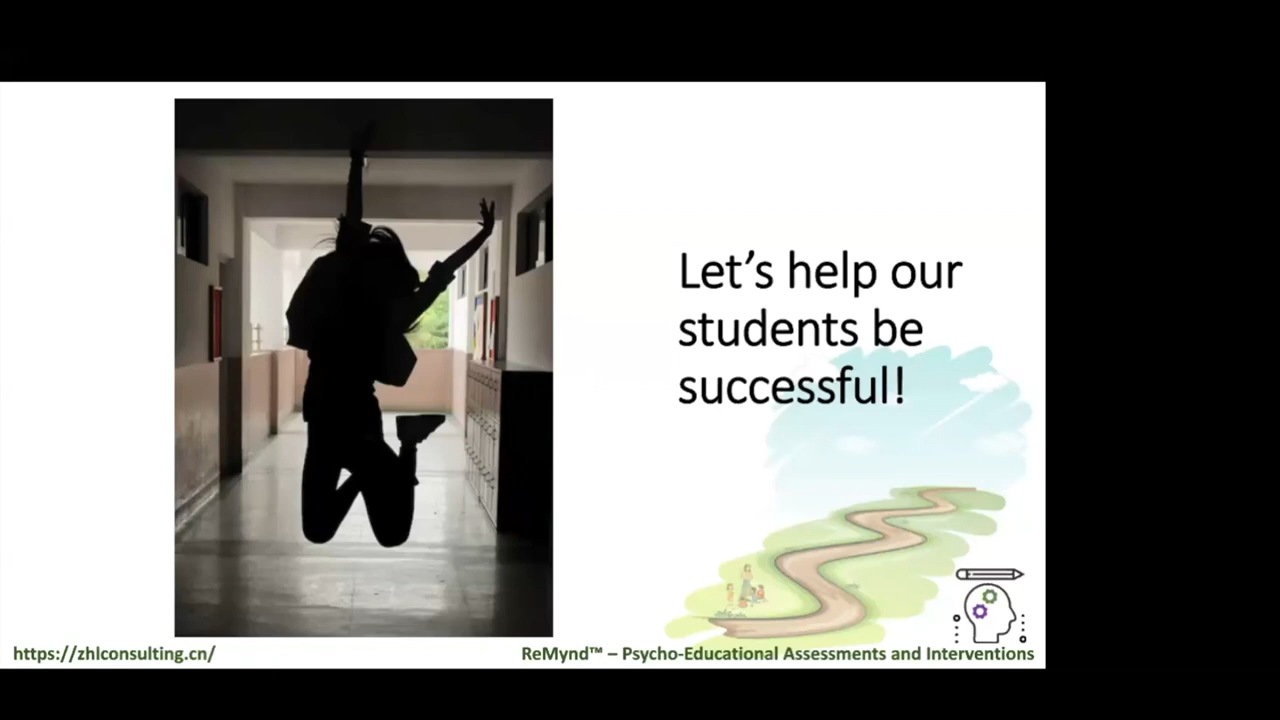 Let’s help our
students be
successful!
https://zhlconsulting.cn/
ReMynd™ – Psycho-Educational Assessments and Interventions